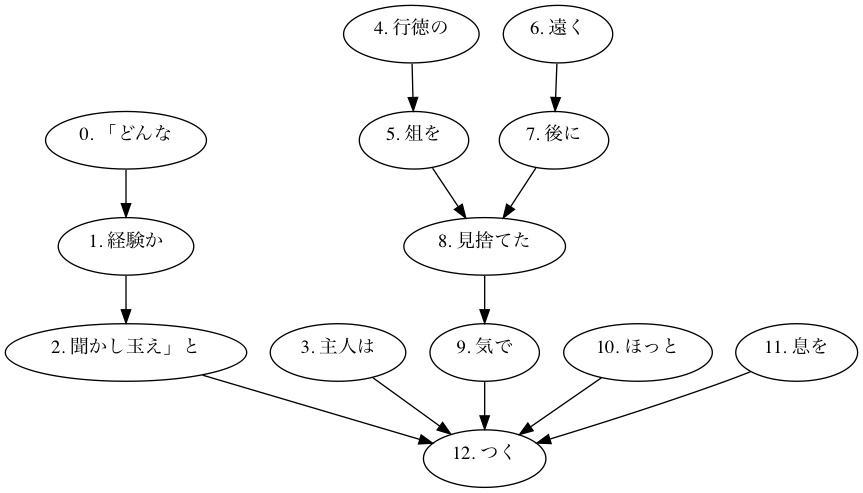 4. 行徳の
6. 遠く
0. 「どんな
5. 俎を
7. 後に
1. 経験か
8. 見捨てた
2. 聞かし玉え」と
3. 主人は
9. 気で
10. ほっと
11. 息を
12. つく